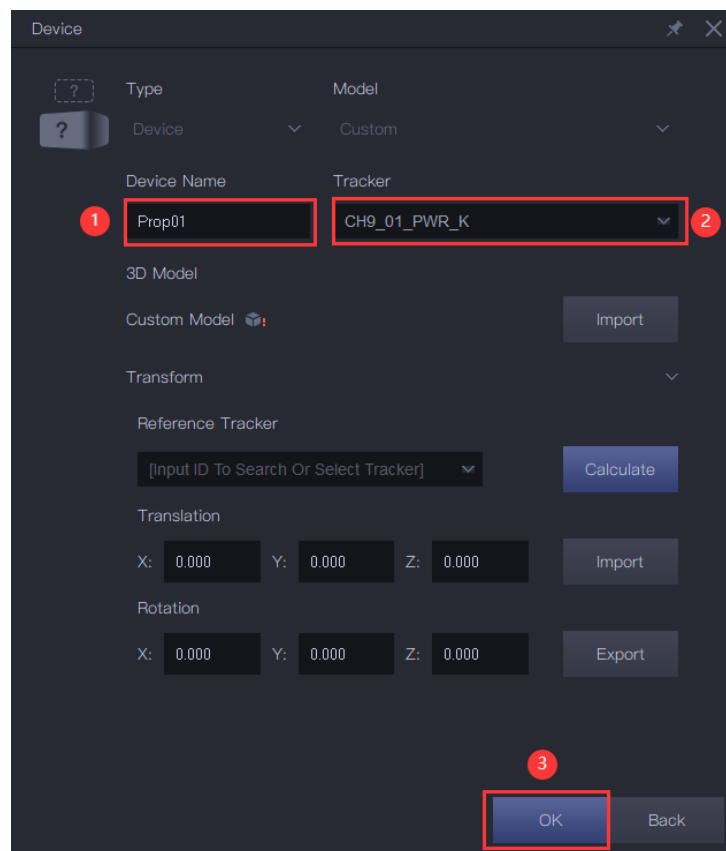 Device
?
Type Model
?
Device Custom
Device Name Tracker
1 Prop01 CH9_01_PWR_K 2
3D Model
Custom Model ! Import
Transform
Reference Tracker
[Input ID To Search Or Select Tracker] Calculate
Translation
X: 0.000 Y: 0.000 Z: 0.000 Import
Rotation
X: 0.000 Y: 0.000 Z: 0.000 Export
3
OK Back